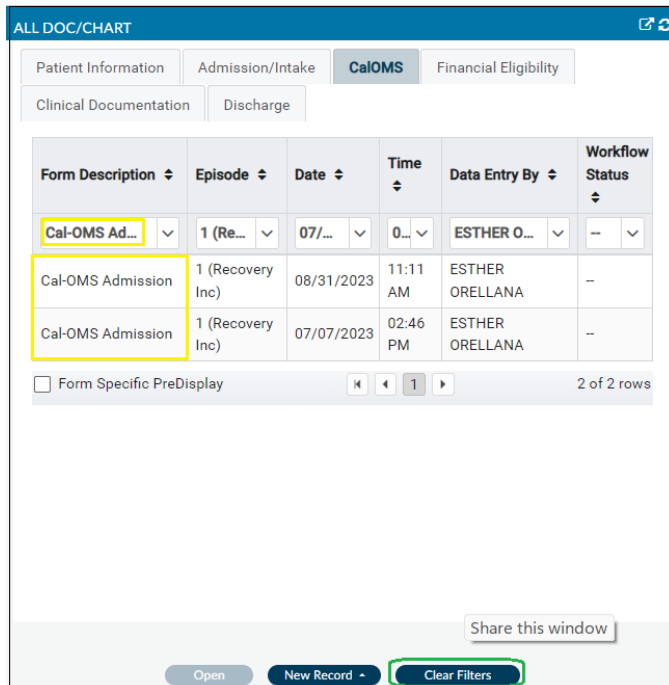 ALL DOC/CHART
Patient Information Admission/Intake CalOMS Financial Eligibility
Clinical Documentation Discharge
Form Description Episode Date Time Data Entry By Workflow Status
Cal-OMS Ad... 1 (Re... 07/... 0... ESTHER O... --
Cal-OMS Admission 1 (Recovery Inc) 08/31/2023 11:11 AM ESTHER ORELLANA --
Cal-OMS Admission 1 (Recovery Inc) 07/07/2023 02:46 PM ESTHER ORELLANA --
Form Specific PreDisplay 1 2 of 2 rows
Share this window
Open New Record Clear Filters